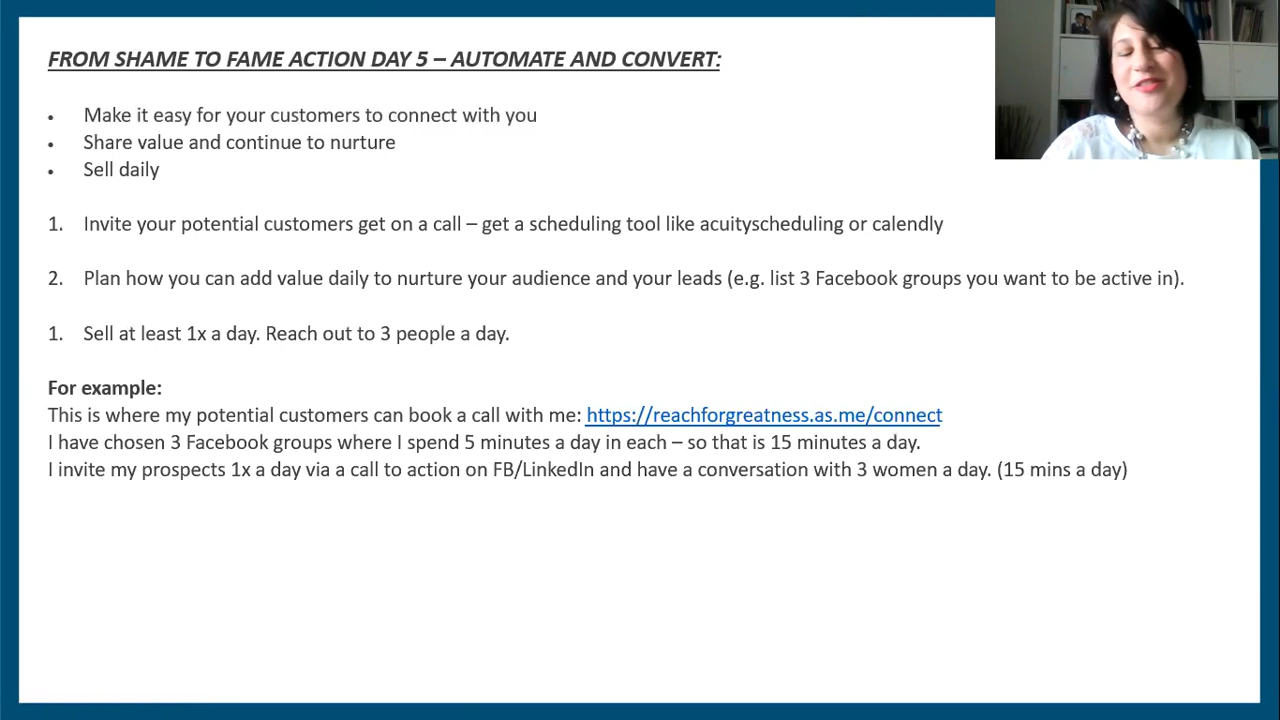 FROM SHAME TO FAME ACTION DAY 5 – AUTOMATE AND CONVERT:
• Make it easy for your customers to connect with you
• Share value and continue to nurture
• Sell daily
1. Invite your potential customers get on a call – get a scheduling tool like acuityscheduling or calendly
2. Plan how you can add value daily to nurture your audience and your leads (e.g. list 3 Facebook groups you want to be active in).
1. Sell at least 1x a day. Reach out to 3 people a day.
For example:
This is where my potential customers can book a call with me: https://reachforgreatness.as.me/connect
I have chosen 3 Facebook groups where I spend 5 minutes a day in each – so that is 15 minutes a day.
I invite my prospects 1x a day via a call to action on FB/LinkedIn and have a conversation with 3 women a day. (15 mins a day)